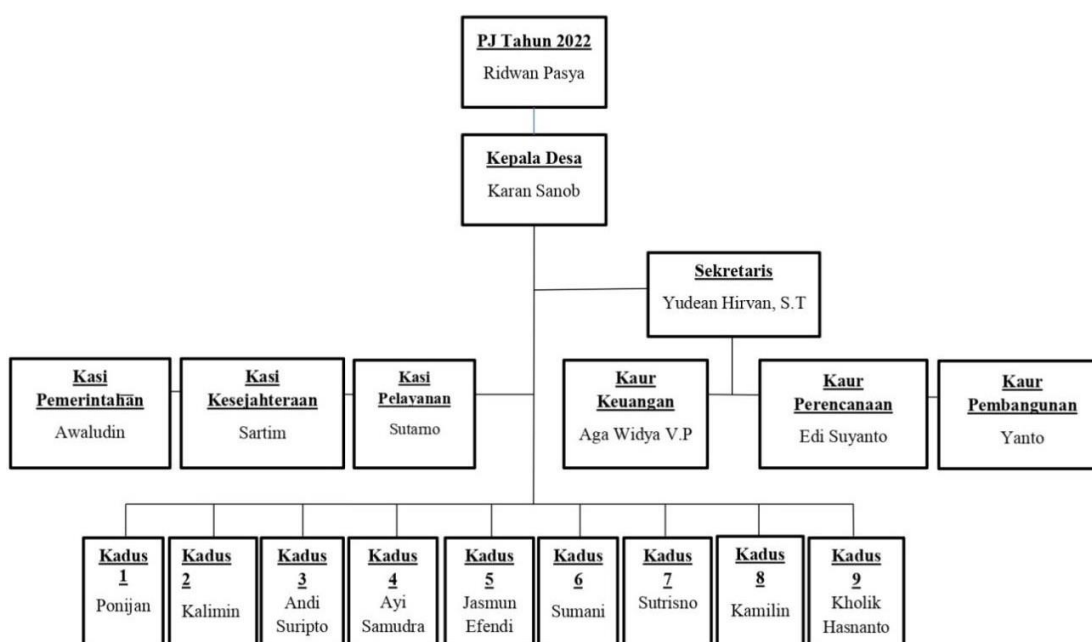 PJ Tahun 2022
Ridwan Pasya
Kepala Desa
Karan Sanob
Sekretaris
Yudean Hirvan, S.T
Kasi
Pemerintahan
Awaludin
Kasi
Kesejahteraan
Sartim
Kasi
Pelayanan
Sutarno
Kaur
Keuangan
Aga Widya V.P
Kaur
Perencanaan
Edi Suyanto
Kaur
Pembangunan
Yanto
Kadus
1
Ponijan
Kadus
2
Kalimin
Kadus
3
Andi
Suripto
Kadus
4
Ayi
Samudra
Kadus
5
Jasmun
Efendi
Kadus
6
Sumani
Kadus
7
Sutrisno
Kadus
8
Kamilin
Kadus
9
Kholik
Hasnanto